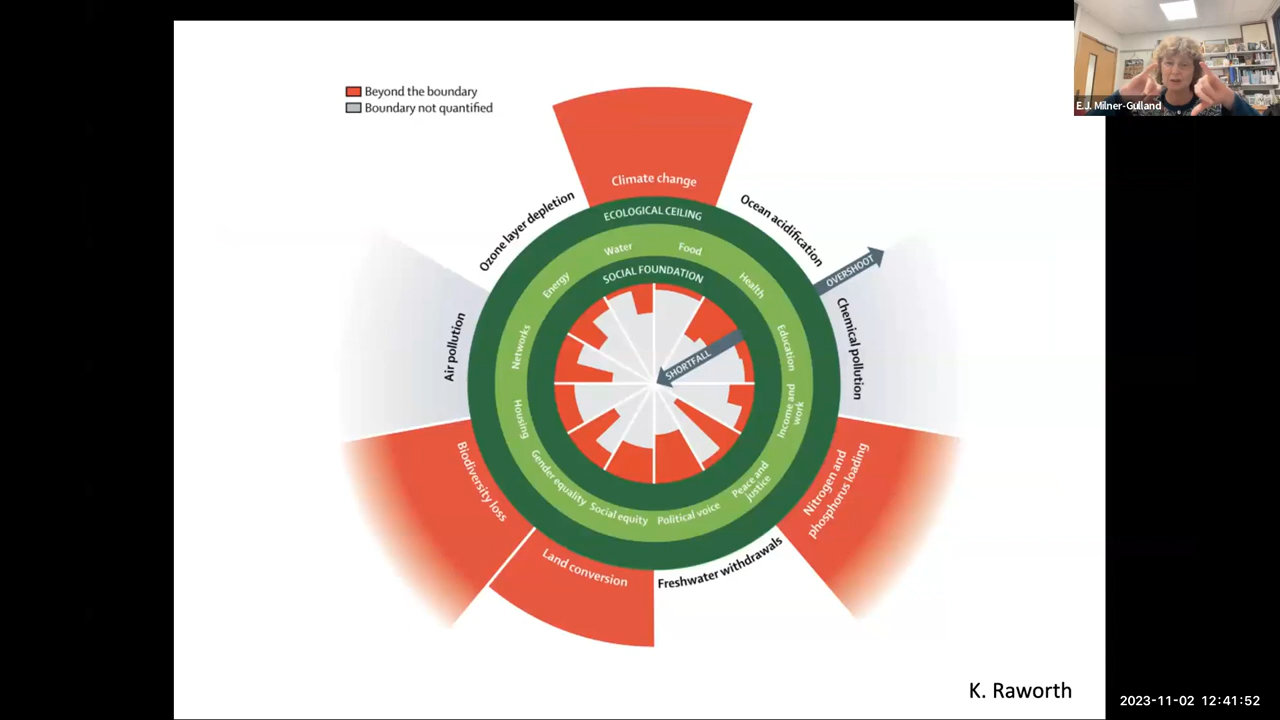 Beyond the boundary
Boundary not quantified
E.J. Milner-Gulland
Climate change
ECOLOGICAL CEILING
Ozone layer depletion
Ocean acidification
Water
Food
SOCIAL FOUNDATION
Energy
Health
OVERSHOOT
Air pollution
Networks
SHORTFALL
Education
Chemical pollution
Housing
Income and
work
Biodiversity loss
Gender equality
Social equity
Political voice
Peace and
justice
Nitrogen and
phosphorus loading
Land conversion
Freshwater withdrawals
K. Raworth
2023-11-02 12:41:52